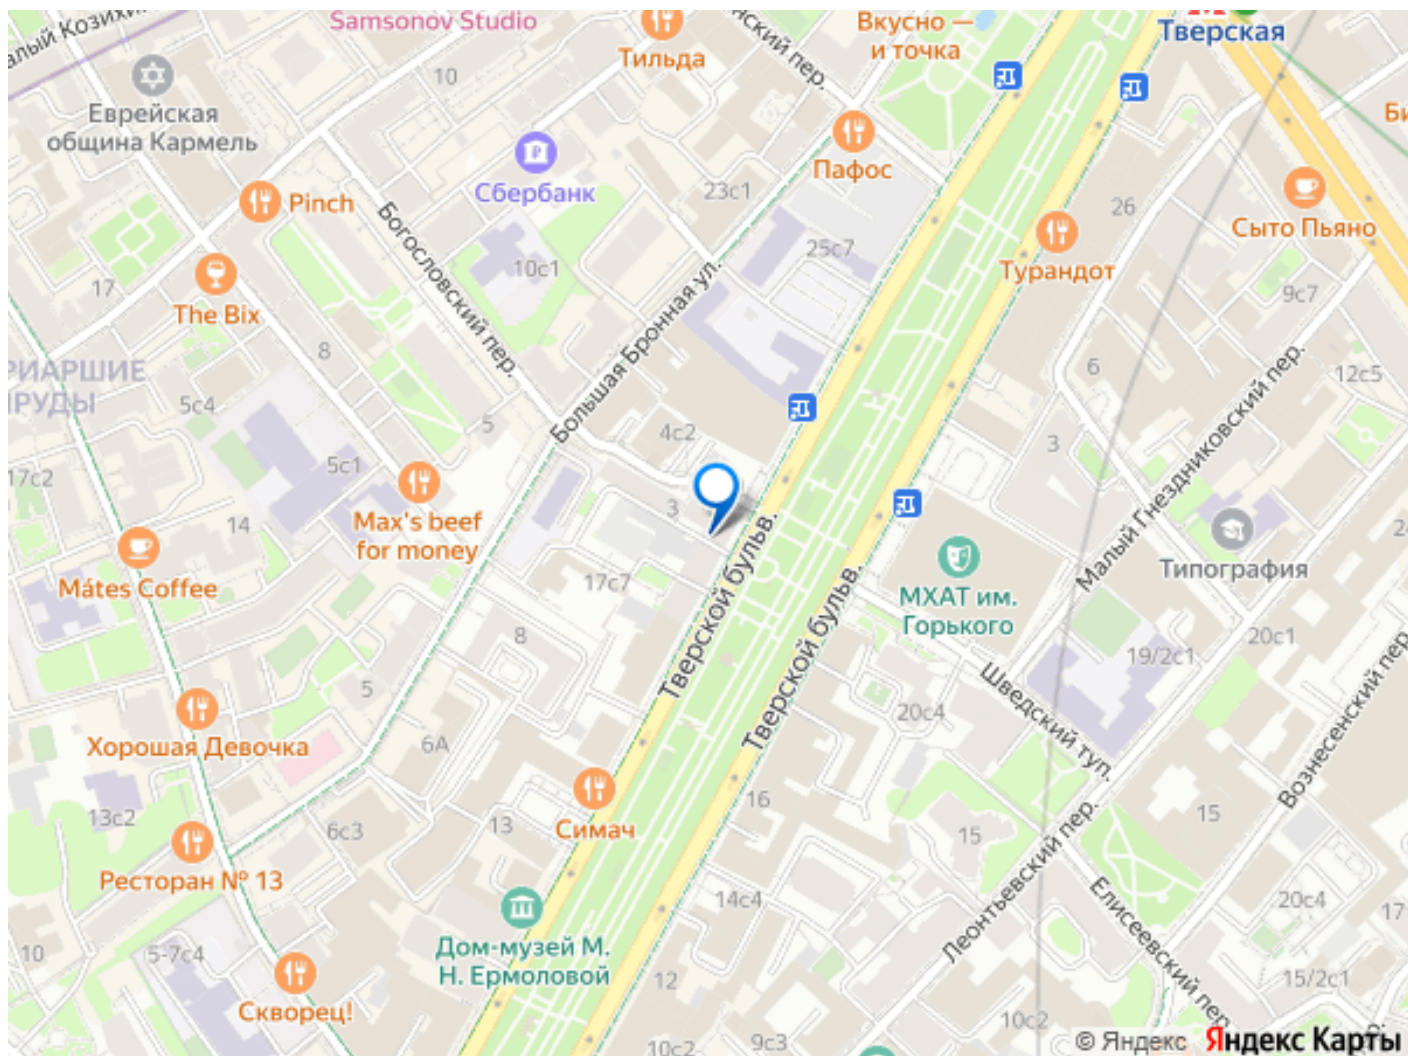 Samsonov Studio
Вкусно —
и точка
Тверская
Тильда
10
Еврейская
община Кармель
Сбербанк
Пафос
23с1
Pinch
26
Сыто Пьяно
Богословский пер.
25с7
Турандот
10с1
17
The Bix
9с7
Большая Бронная ул.
8
6
12с5
5с4
5
4с2
Малый Гнездниковский пер.
3
17с2
5с1
14
Max's beef
for money
3
Тверской бульв.
Типография
Mátes Coffee
17с7
МХАТ им.
Горького
Тверской бульв.
8
20с1
19/2с1
5
Шведский туп.
20с4
Хорошая Девочка
6А
Вознесенский пер.
13с2
6с3
13
Симач
16
15
15
Ресторан № 13
14с4
Леонтьевский пер.
Елисеевский пер.
20с4
17
10
5-7с4
Дом-музей М.
Н. Ермоловой
12
15/2с1
Скворец!
10с2
9с3
10с2
© Яндекс Яндекс Карты